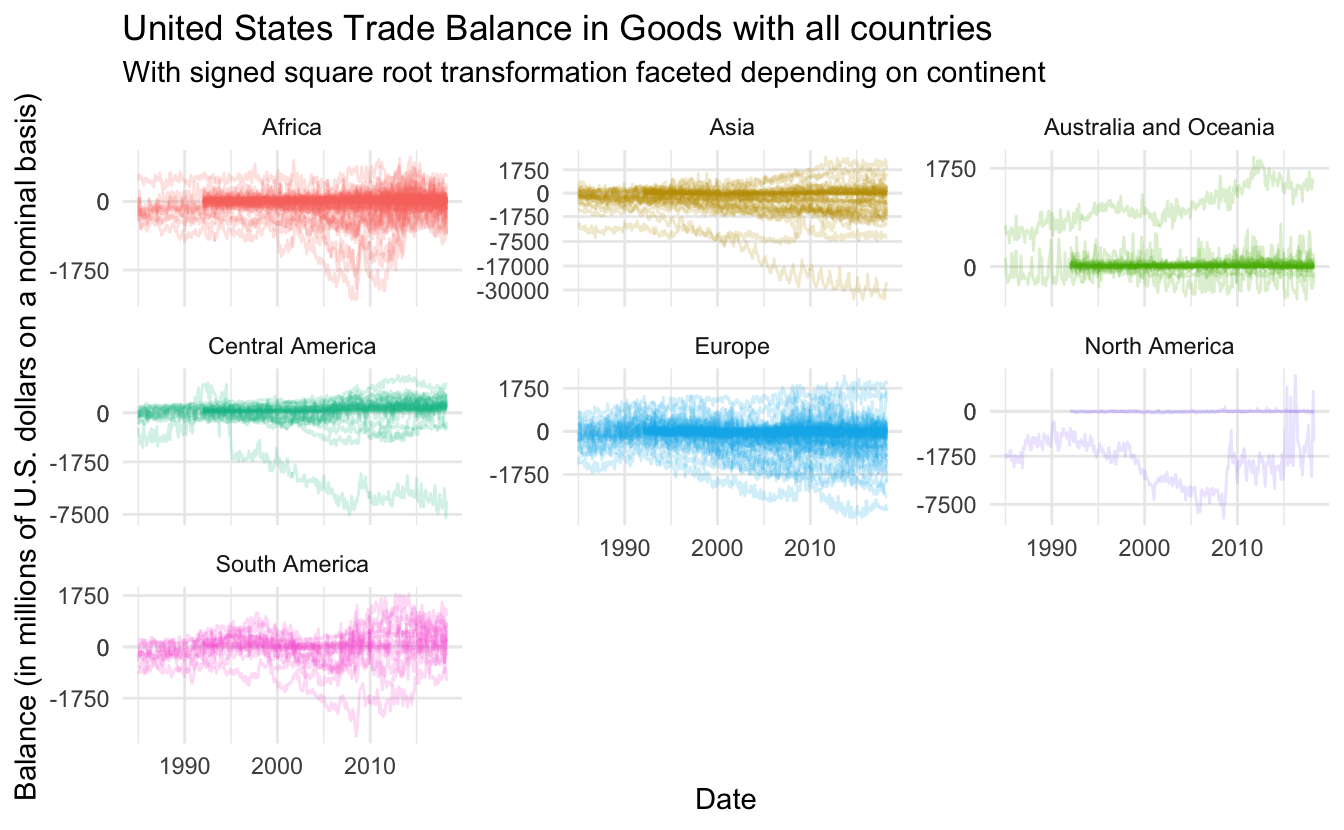 United States Trade Balance in Goods with all countries
With signed square root transformation faceted depending on continent
Balance (in millions of U.S. dollars on a nominal basis)
Africa
0
-1750
Asia
1750
0
-1750
-7500
-17000
-30000
Australia and Oceania
1750
0
Central America
0
-1750
-7500
Europe
1750
0
-1750
1990 2000 2010
North America
0
-1750
-7500
1990 2000 2010
South America
1750
0
-1750
1990 2000 2010
Date